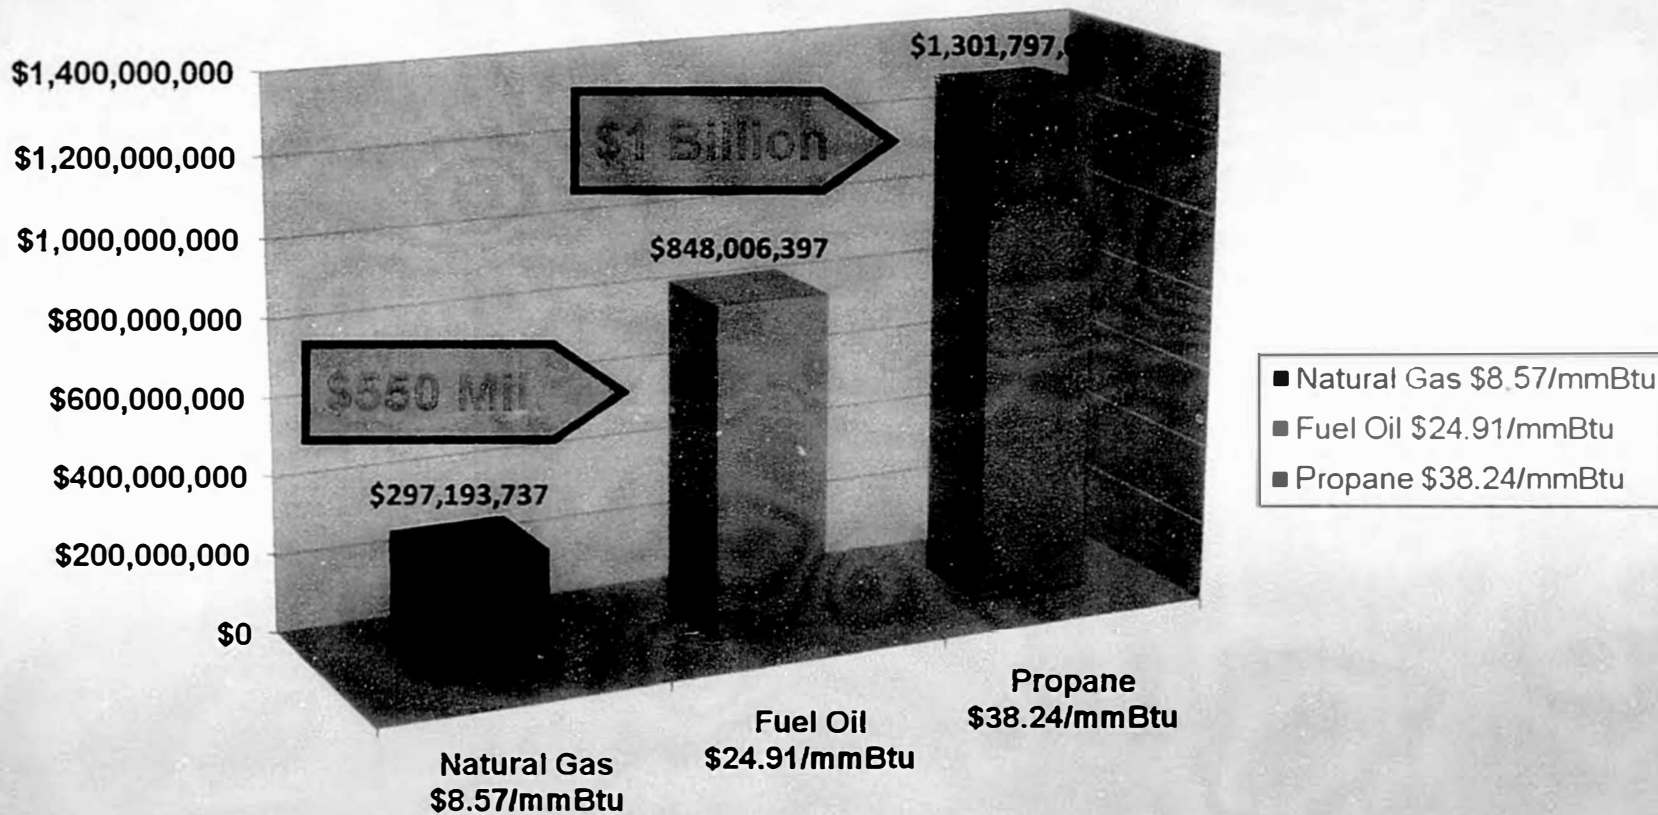 $1,400,000,000
$1,200,000,000
$1,000,000,000
$800,000,000
$600,000,000
$400,000,000
$200,000,000
$0
$1,301,797,
$1 Billion
$848,006,397
$550 Mil.
$297,193,737
Natural Gas
$8.57/mmBtu
Fuel Oil
$24.91/mmBtu
Propane
$38.24/mmBtu
Natural Gas $8.57/mmBtu
Fuel Oil $24.91/mmBtu
Propane $38.24/mmBtu